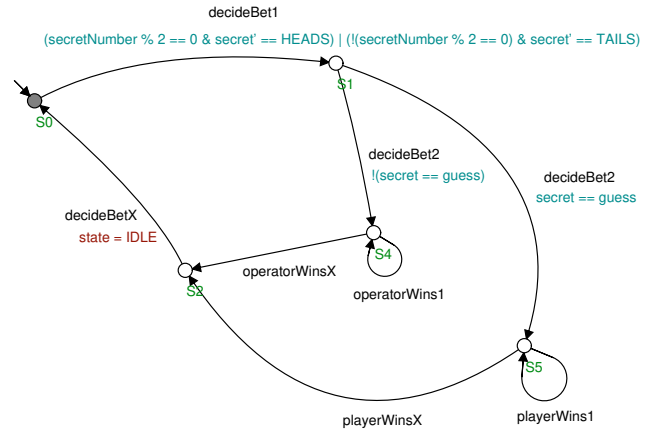 decideBet1
(secretNumber % 2 == 0 & secret' == HEADS) | (!(secretNumber % 2 == 0) & secret' == TAILS)
S1
S0
decideBet2
!(secret == guess)
decideBet2
secret == guess
decideBetX
state = IDLE
S4
operatorWinsX
S2
operatorWins1
S5
playerWinsX
playerWins1